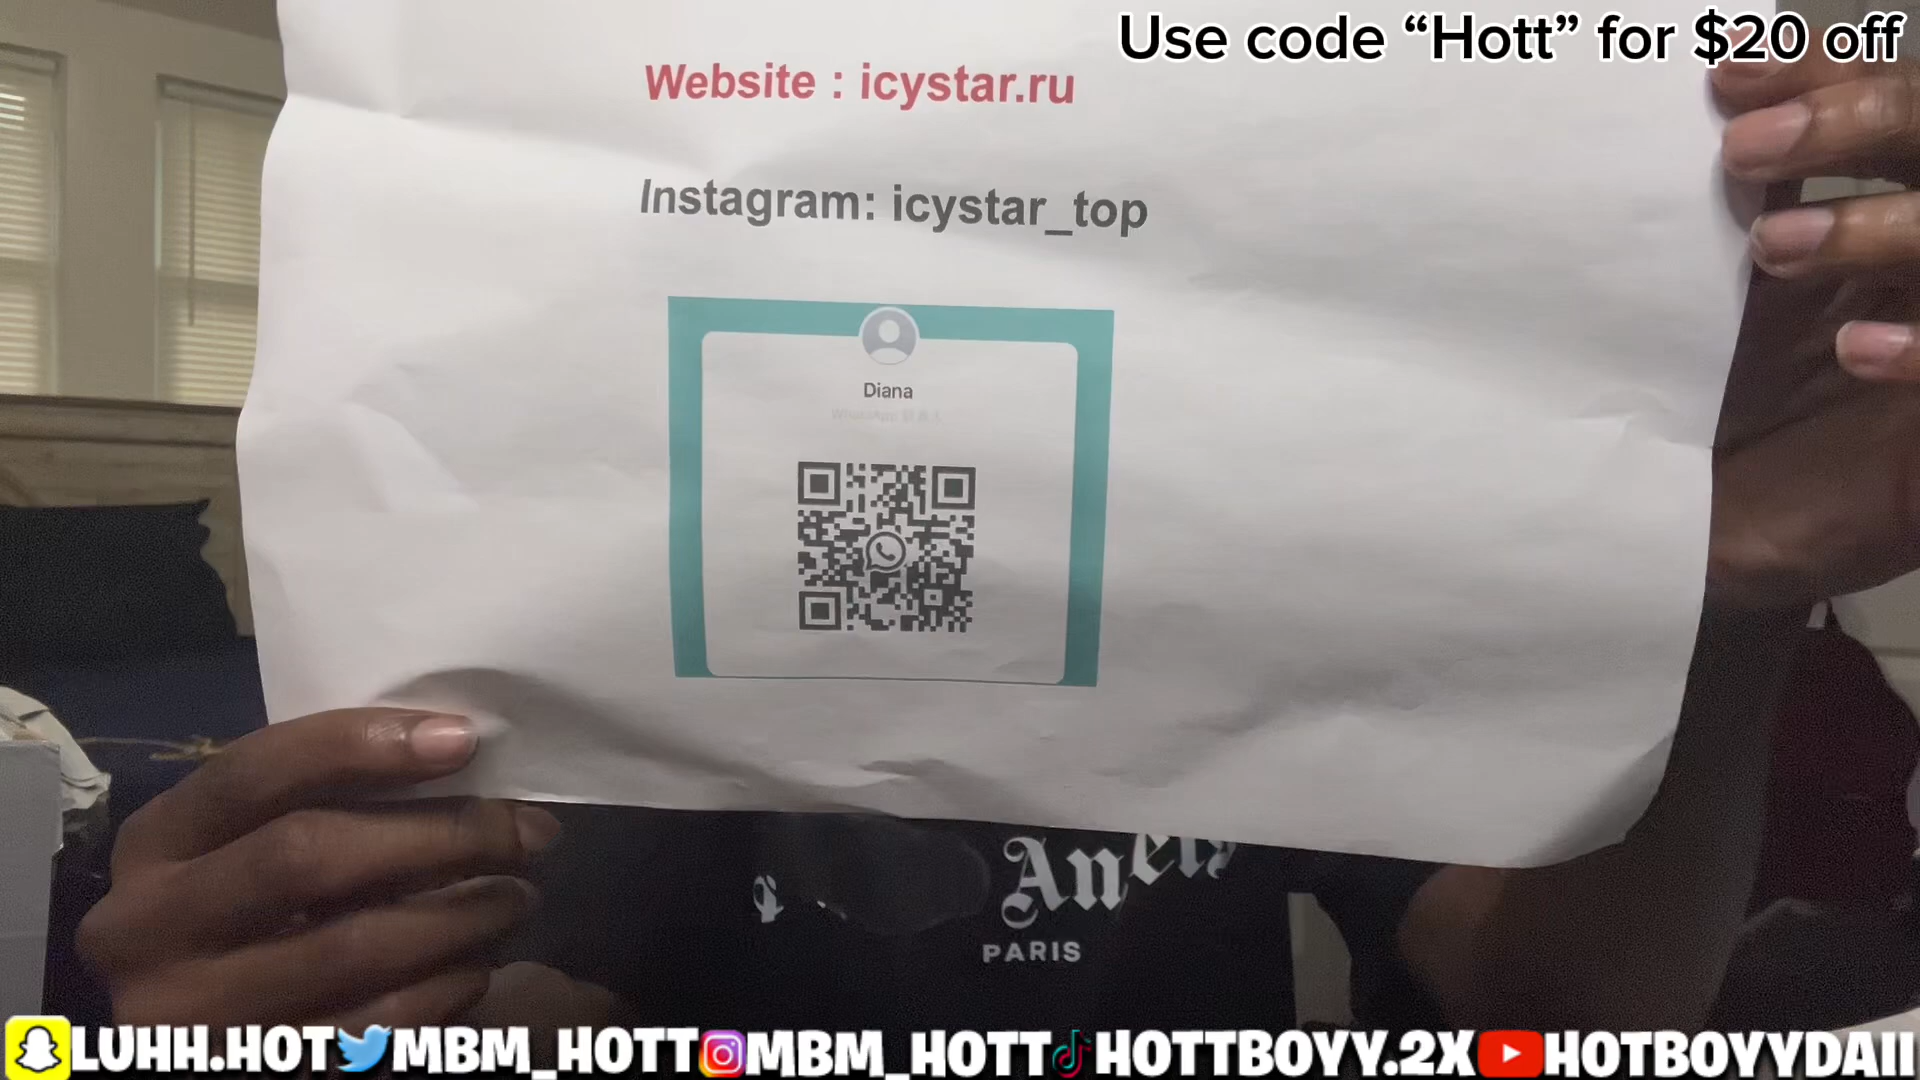 Use code “Hott” for $20 off
Website : icystar.ru
Instagram: icystar_top
Diana
PARIS
LUHH.HOT MBM_HOTT MBM_HOTT HOTTBOYY.2X HOTBOYYDAII